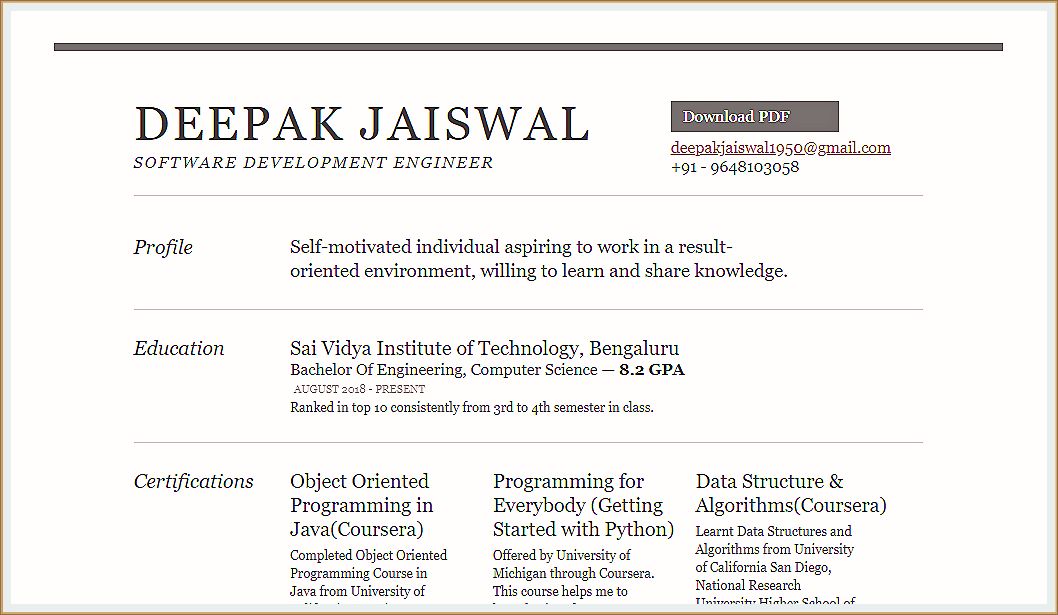 DEEPAK JAISWAL
SOFTWARE DEVELOPMENT ENGINEER
Download PDF
deepakjaiswal1950@gmail.com
+91 - 9648103058
Profile
Self-motivated individual aspiring to work in a result-
oriented environment, willing to learn and share knowledge.
Education
Sai Vidya Institute of Technology, Bengaluru
Bachelor Of Engineering, Computer Science — 8.2 GPA
AUGUST 2018 - PRESENT
Ranked in top 10 consistently from 3rd to 4th semester in class.
Certifications
Object Oriented
Programming in
Java(Coursera)
Completed Object Oriented
Programming Course in
Java from University of
Programming for
Everybody (Getting
Started with Python)
Offered by University of
Michigan through Coursera.
This course helps me to
Data Structure &
Algorithms(Coursera)
Learnt Data Structures and
Algorithms from University
of California San Diego,
National Research
University Higher School of